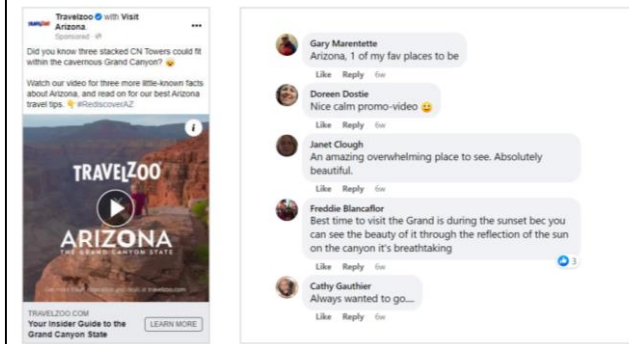 Travelzoo with Visit
Arizona.
Sponsored
Did you know three stacked CN Towers could fit
within the cavernous Grand Canyon?
Watch our video for three more little-known facts
about Arizona, and read on for our best Arizona
travel tips. #RediscoverAZ
TRAVELZOO
ARIZONA
THE GRAND CANYON STATE
TRAVELZOO.COM
Your Insider Guide to the
Grand Canyon State
LEARN MORE
Gary Marentette
Arizona, 1 of my fav places to be
Like Reply 6w
Doreen Dostie
Nice calm promo-video
Like Reply 6w
Janet Clough
An amazing overwhelming place to see. Absolutely
beautiful.
Like Reply 6w
Freddie Blancaflor
Best time to visit the Grand is during the sunset bec you
can see the beauty of it through the reflection of the sun
on the canyon it's breathtaking
3
Like Reply 6w
Cathy Gauthier
Always wanted to go....
Like Reply 6w